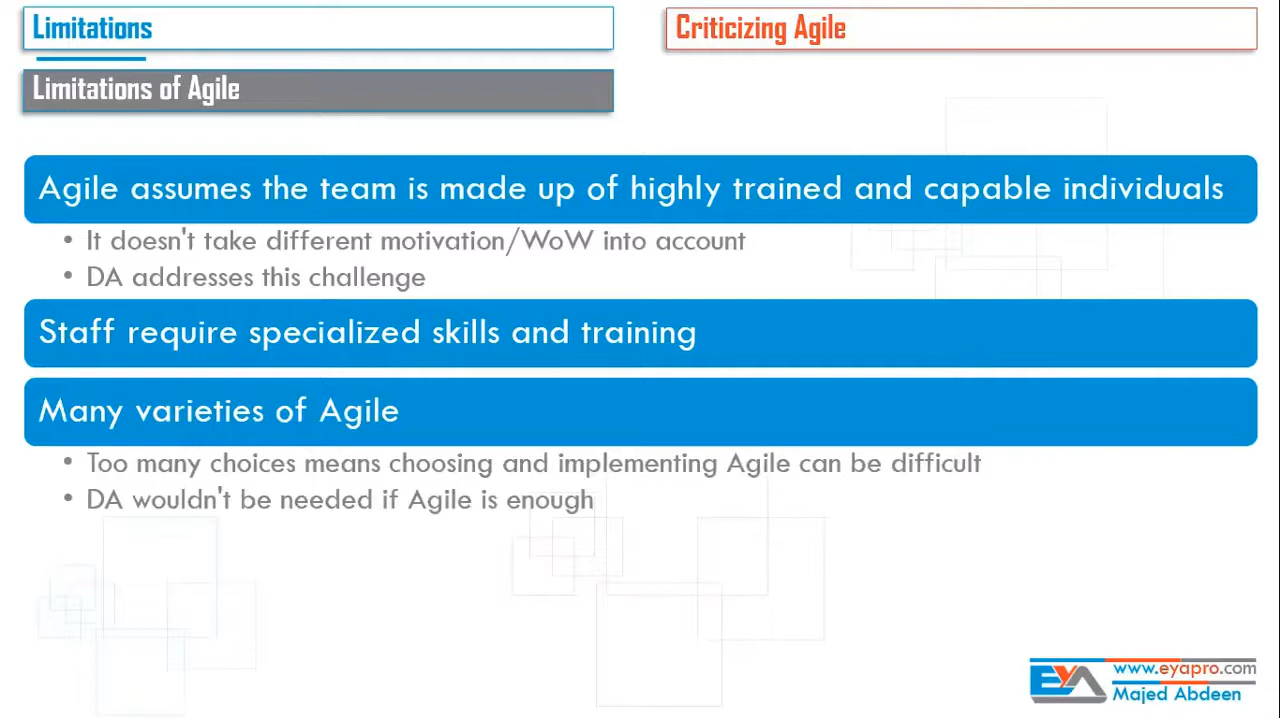 Limitations
Criticizing Agile
Limitations of Agile
Agile assumes the team is made up of highly trained and capable individuals
• It doesn't take different motivation/WoW into account
• DA addresses this challenge
Staff require specialized skills and training
Many varieties of Agile
• Too many choices means choosing and implementing Agile can be difficult
• DA wouldn't be needed if Agile is enough
EYA
www.eyapro.com
Majed Abdeen